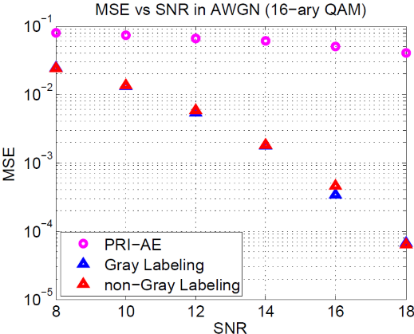 MSE vs SNR in AWGN (16-ary QAM)
10^-1
10^-2
10^-3
10^-4
10^-5
MSE
PRI-AE
Gray Labeling
non-Gray Labeling
8 10 12 14 16 18
SNR